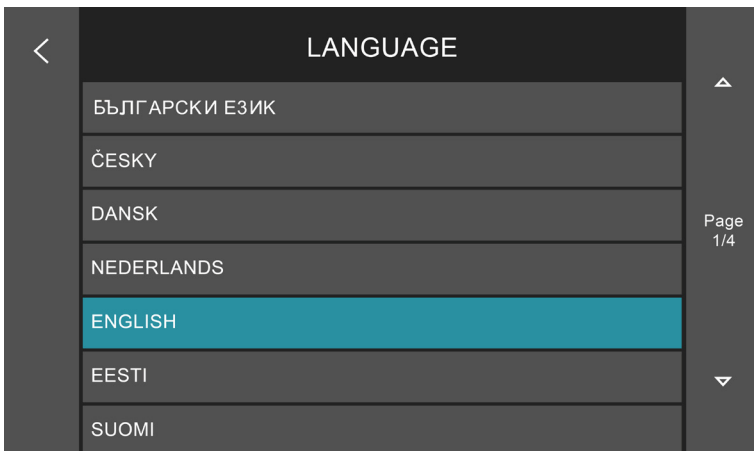 LANGUAGE
БЪЛГАРСКИ ЕЗИК
ČESKY
DANSK
NEDERLANDS
ENGLISH
EESTI
SUOMI
Page
1/4